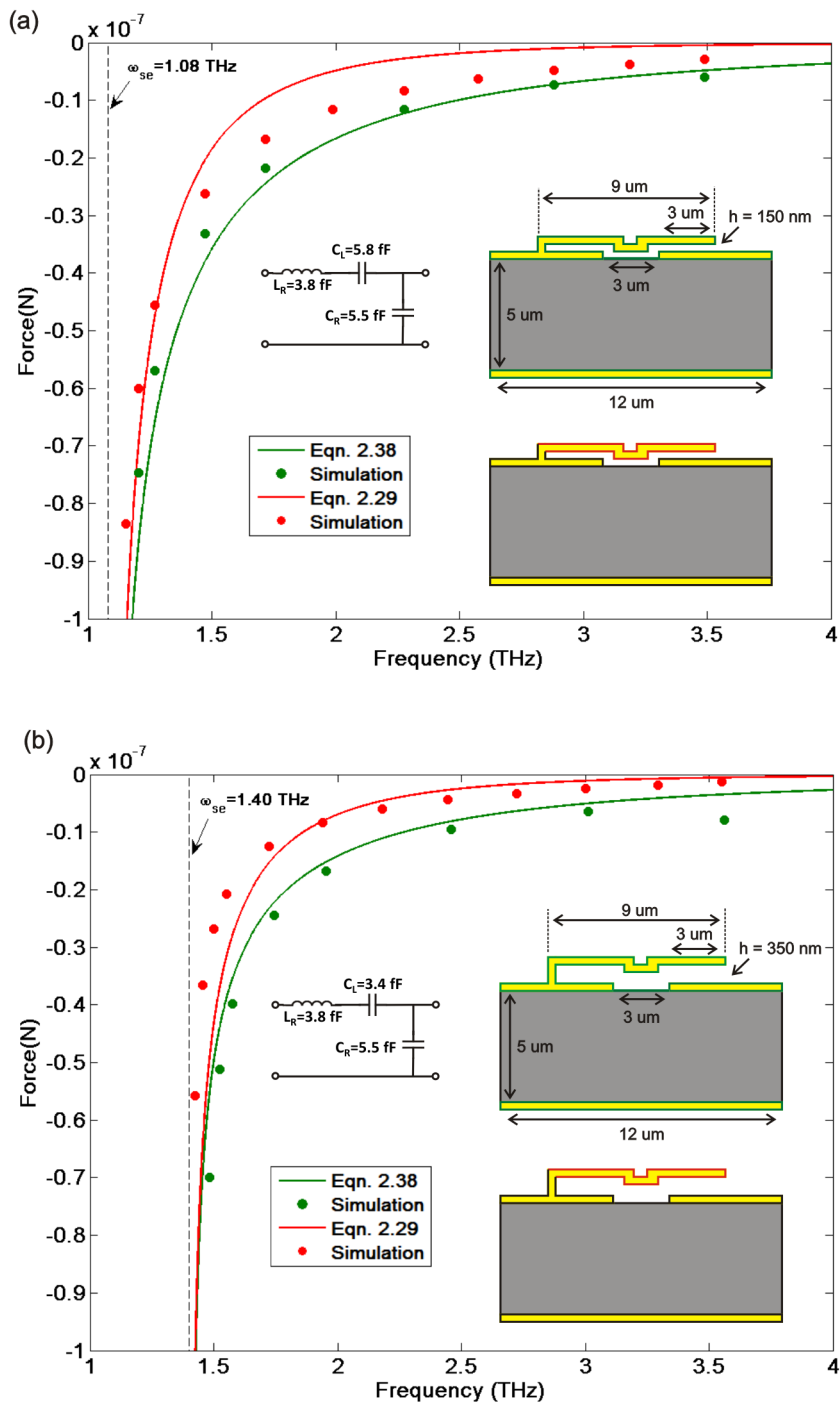 (a)
x 10⁻⁷
0
-0.1
-0.2
-0.3
-0.4
-0.5
-0.6
-0.7
-0.8
-0.9
-1
Force(N)
ωse=1.08 THz
9 um
3 um
h = 150 nm
CL=5.8 fF
LR=3.8 fF
CR=5.5 fF
3 um
5 um
12 um
Eqn. 2.38
Simulation
Eqn. 2.29
Simulation
1 1.5 2 2.5 3 3.5 4
Frequency (THz)
(b)
x 10⁻⁷
0
-0.1
-0.2
-0.3
-0.4
-0.5
-0.6
-0.7
-0.8
-0.9
-1
Force(N)
ωse=1.40 THz
9 um
3 um
h = 350 nm
CL=3.4 fF
LR=3.8 fF
CR=5.5 fF
3 um
5 um
12 um
Eqn. 2.38
Simulation
Eqn. 2.29
Simulation
1 1.5 2 2.5 3 3.5 4
Frequency (THz)